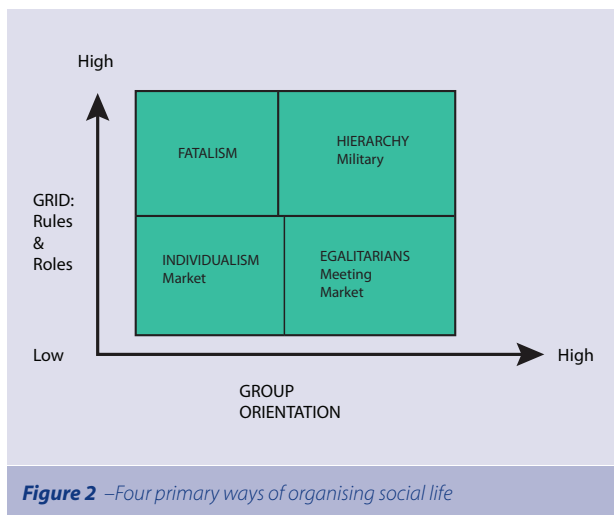 High
FATALISM
HIERARCHY
Military
GRID:
Rules
&
Roles
INDIVIDUALISM
Market
EGALITARIANS
Meeting
Market
Low
High
GROUP
ORIENTATION
Figure 2 –Four primary ways of organising social life